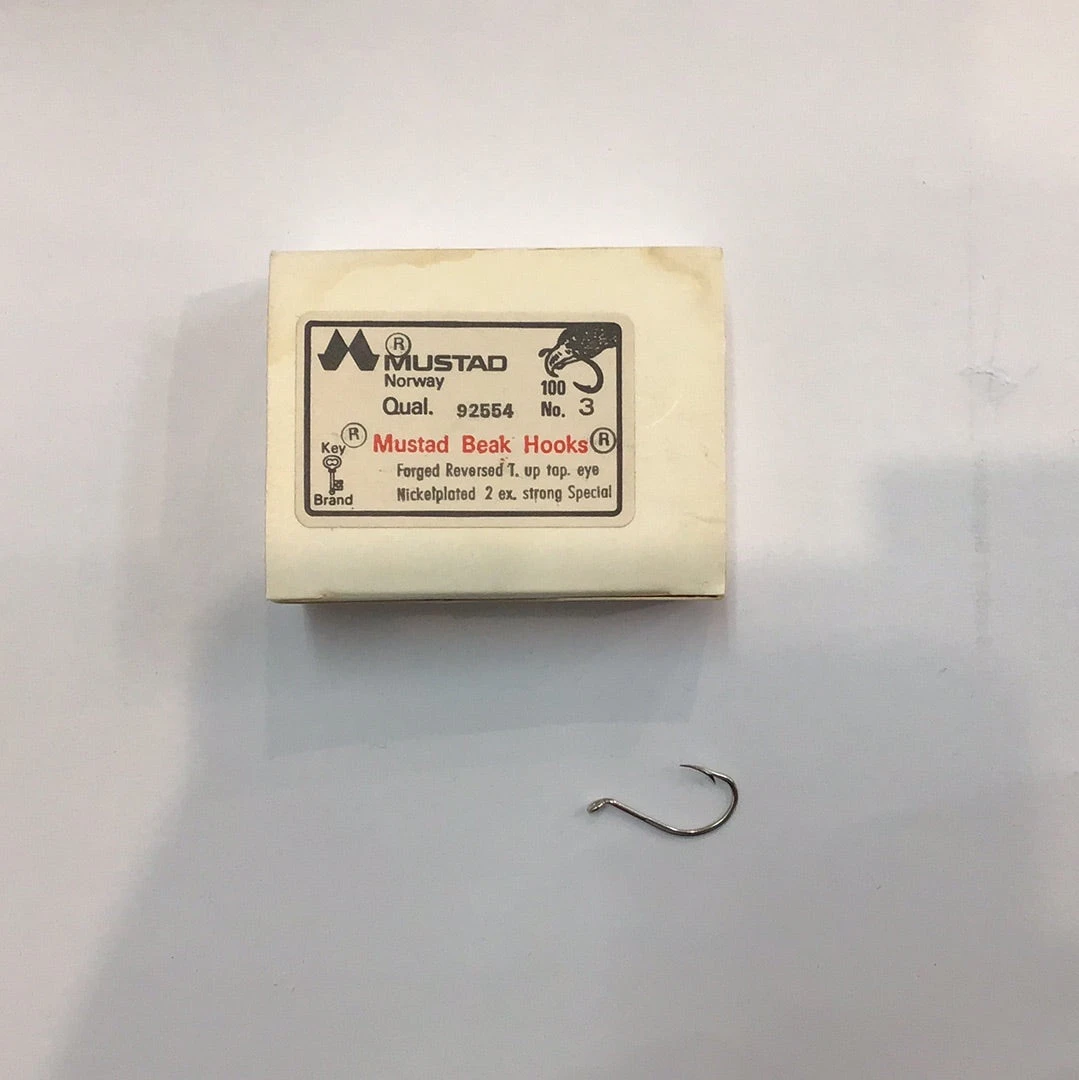 ® MUSTAD
Norway
100
Qual. 92554 No. 3
Key ® Mustad Beak Hooks ®
Forged Reversed T. up tap. eye
Brand Nickelplated 2 ex. strong Special